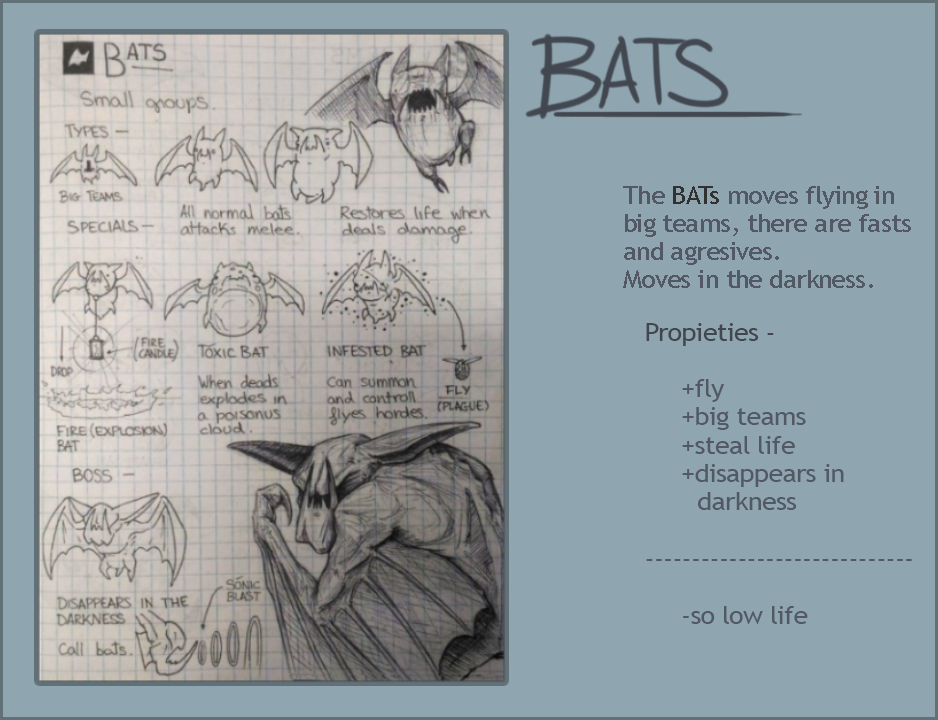 BATS
Small groups.
TYPES —
BIG TEAMS
All normal bats
attacks melee.
Restores life when
deals damage.
SPECIALS —
DROP
(FIRE
CANDLE)
FIRE (EXPLOSION)
BAT
TOXIC BAT
When deads
explodes in
a poisonus
cloud.
INFESTED BAT
Can summon
and controll
flyes hordes.
FLY
(PLAGUE)
BOSS —
DISAPPEARS IN THE
DARKNESS
Call bats.
SONIC
BLAST
BATS
The BATs moves flying in
big teams, there are fasts
and agresives.
Moves in the darkness.
Propieties -
+fly
+big teams
+steal life
+disappears in
darkness
-----------------------------
-so low life